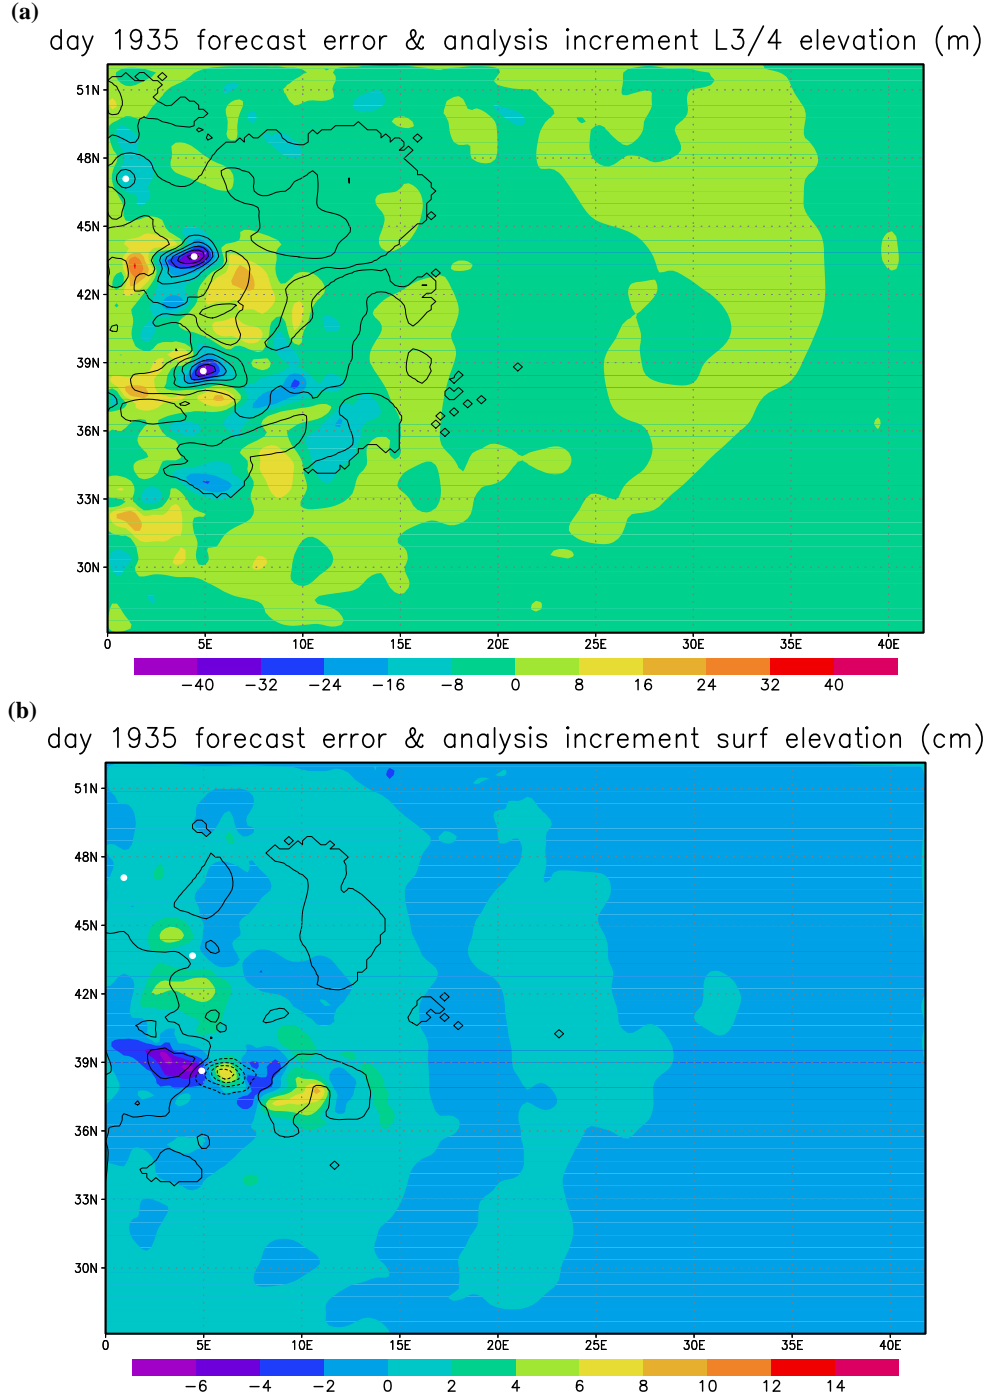 (a)
day 1935 forecast error & analysis increment L3/4 elevation (m)
51N
48N
45N
42N
39N
36N
33N
30N
0 5E 10E 15E 20E 25E 30E 35E 40E
−40 −32 −24 −16 −8 0 8 16 24 32 40
(b)
day 1935 forecast error & analysis increment surf elevation (cm)
51N
48N
45N
42N
39N
36N
33N
30N
0 5E 10E 15E 20E 25E 30E 35E 40E
−6 −4 −2 0 2 4 6 8 10 12 14